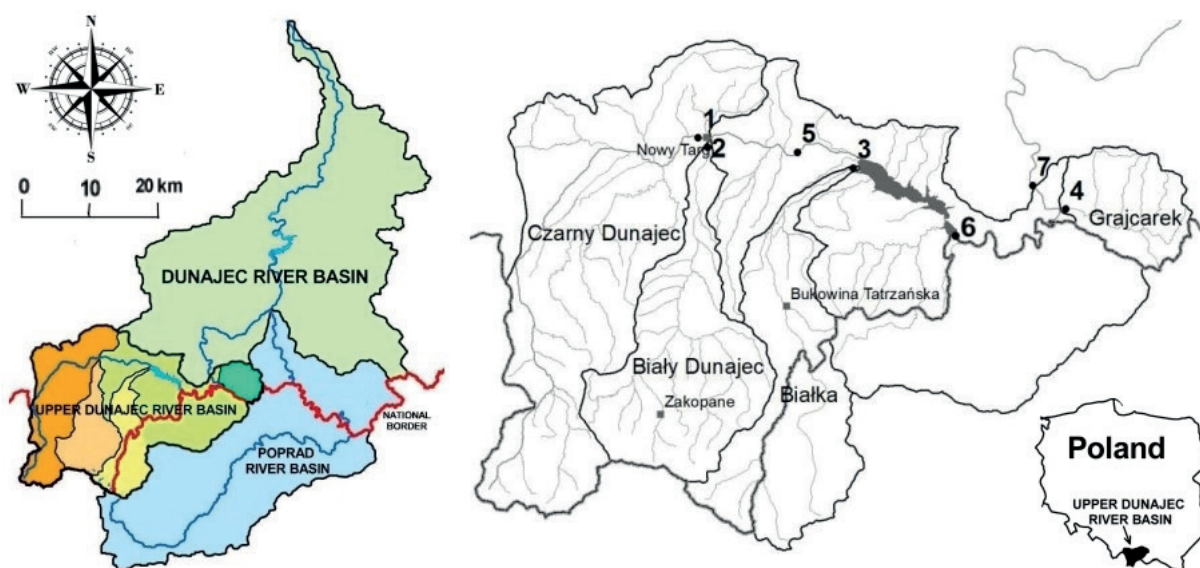 N
W
E
S
0 10 20 km
DUNAJEC RIVER BASIN
UPPER DUNAJEC RIVER BASIN
NATIONAL
BORDER
POPRAD
RIVER BASIN
1
Nowy Targ
2
5
3
7
4
Grajcarek
6
Czarny Dunajec
Bukowina Tatrzańska
Biały Dunajec
Białka
Zakopane
Poland
UPPER DUNAJEC
RIVER BASIN